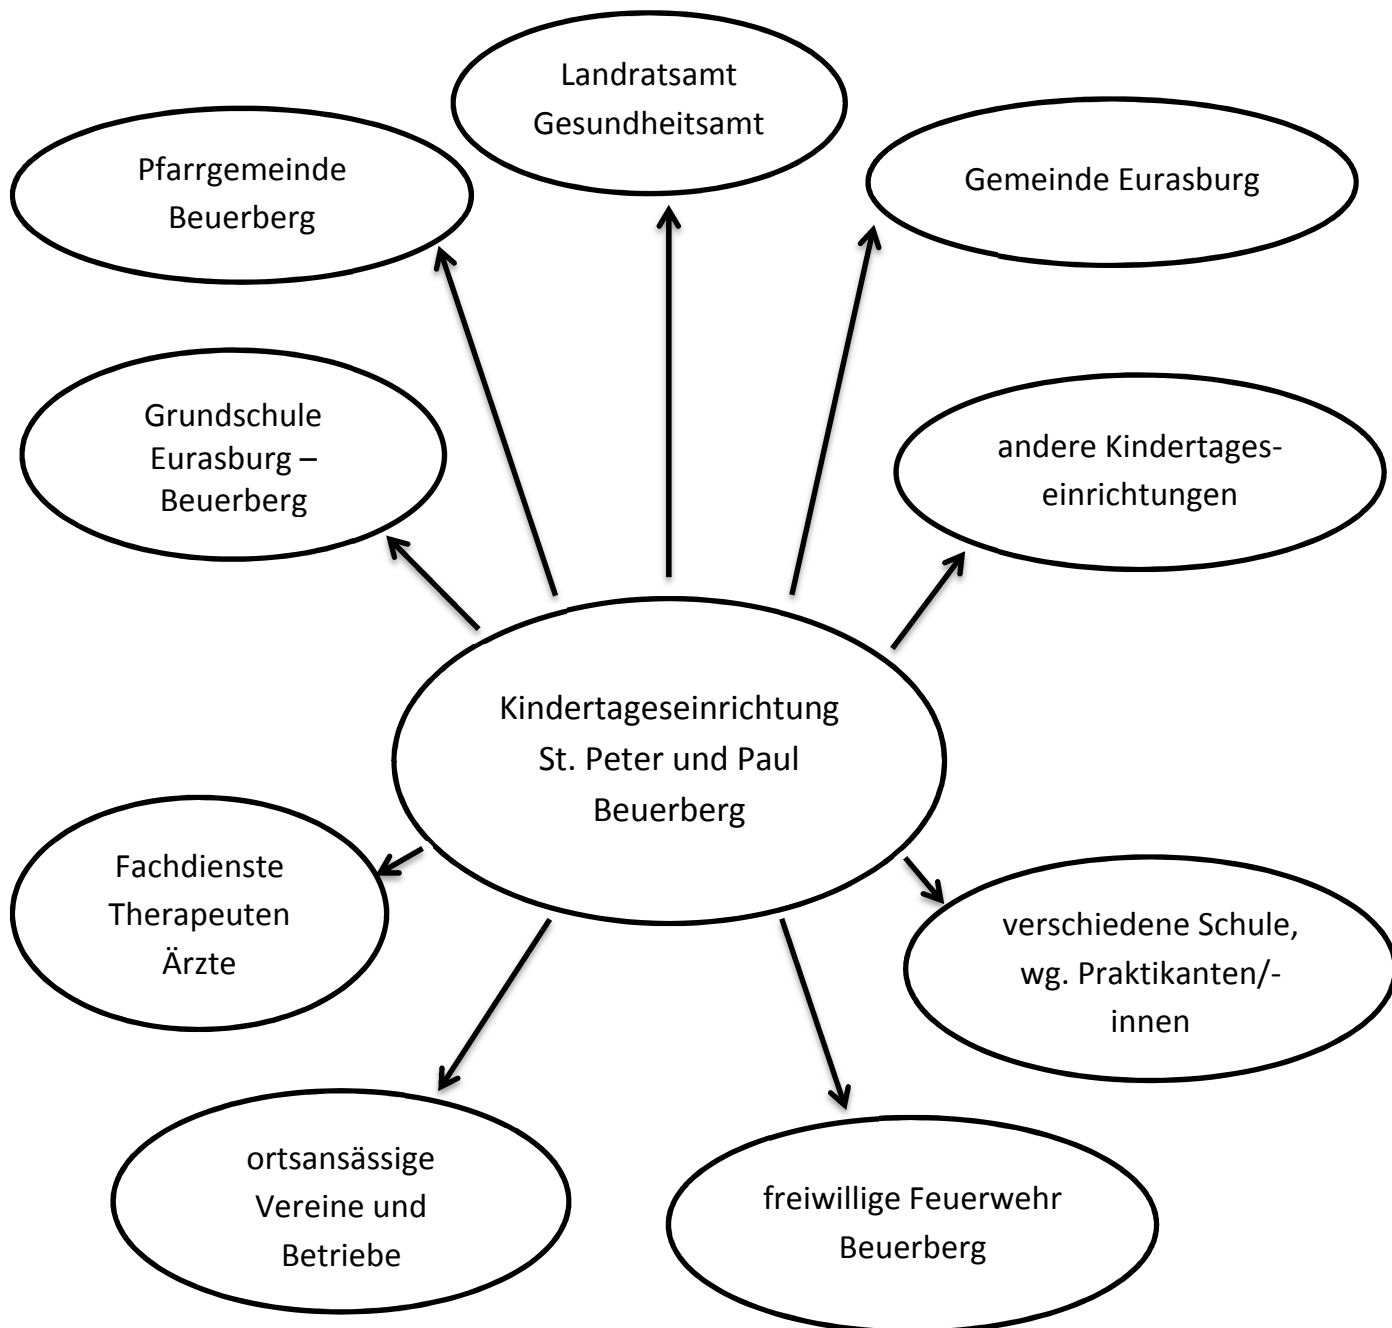 Landratsamt
Gesundheitsamt
Pfarrgemeinde
Beuerberg
Gemeinde Eurasburg
Grundschule
Eurasburg –
Beuerberg
andere Kindertages-
einrichtungen
Kindertageseinrichtung
St. Peter und Paul
Beuerberg
Fachdienste
Therapeuten
Ärzte
verschiedene Schule,
wg. Praktikanten/-
innen
ortsansässige
Vereine und
Betriebe
freiwillige Feuerwehr
Beuerberg